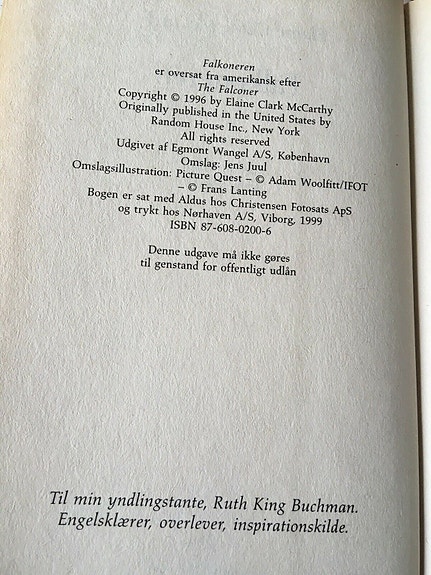 Falkoneren
er oversat fra amerikansk efter
The Falconer
Copyright © 1996 by Elaine Clark McCarthy
Originally published in the United States by
Random House Inc., New York
All rights reserved
Udgivet af Egmont Wangel A/S, København
Omslag: Jens Juul
Omslagsillustration: Picture Quest – © Adam Woolfitt/IFOT
– © Frans Lanting
Bogen er sat med Aldus hos Christensen Fotosats ApS
og trykt hos Nørhaven A/S, Viborg, 1999
ISBN 87-608-0200-6
Denne udgave må ikke gøres
til genstand for offentligt udlån
Til min yndlingstante, Ruth King Buchman.
Engelsklærer, overlever, inspirationskilde.